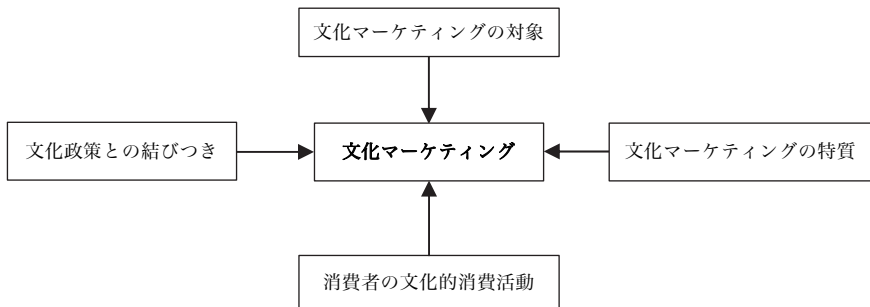 文化マーケティングの対象
文化政策との結びつき
文化マーケティング
文化マーケティングの特質
消費者の文化的消費活動